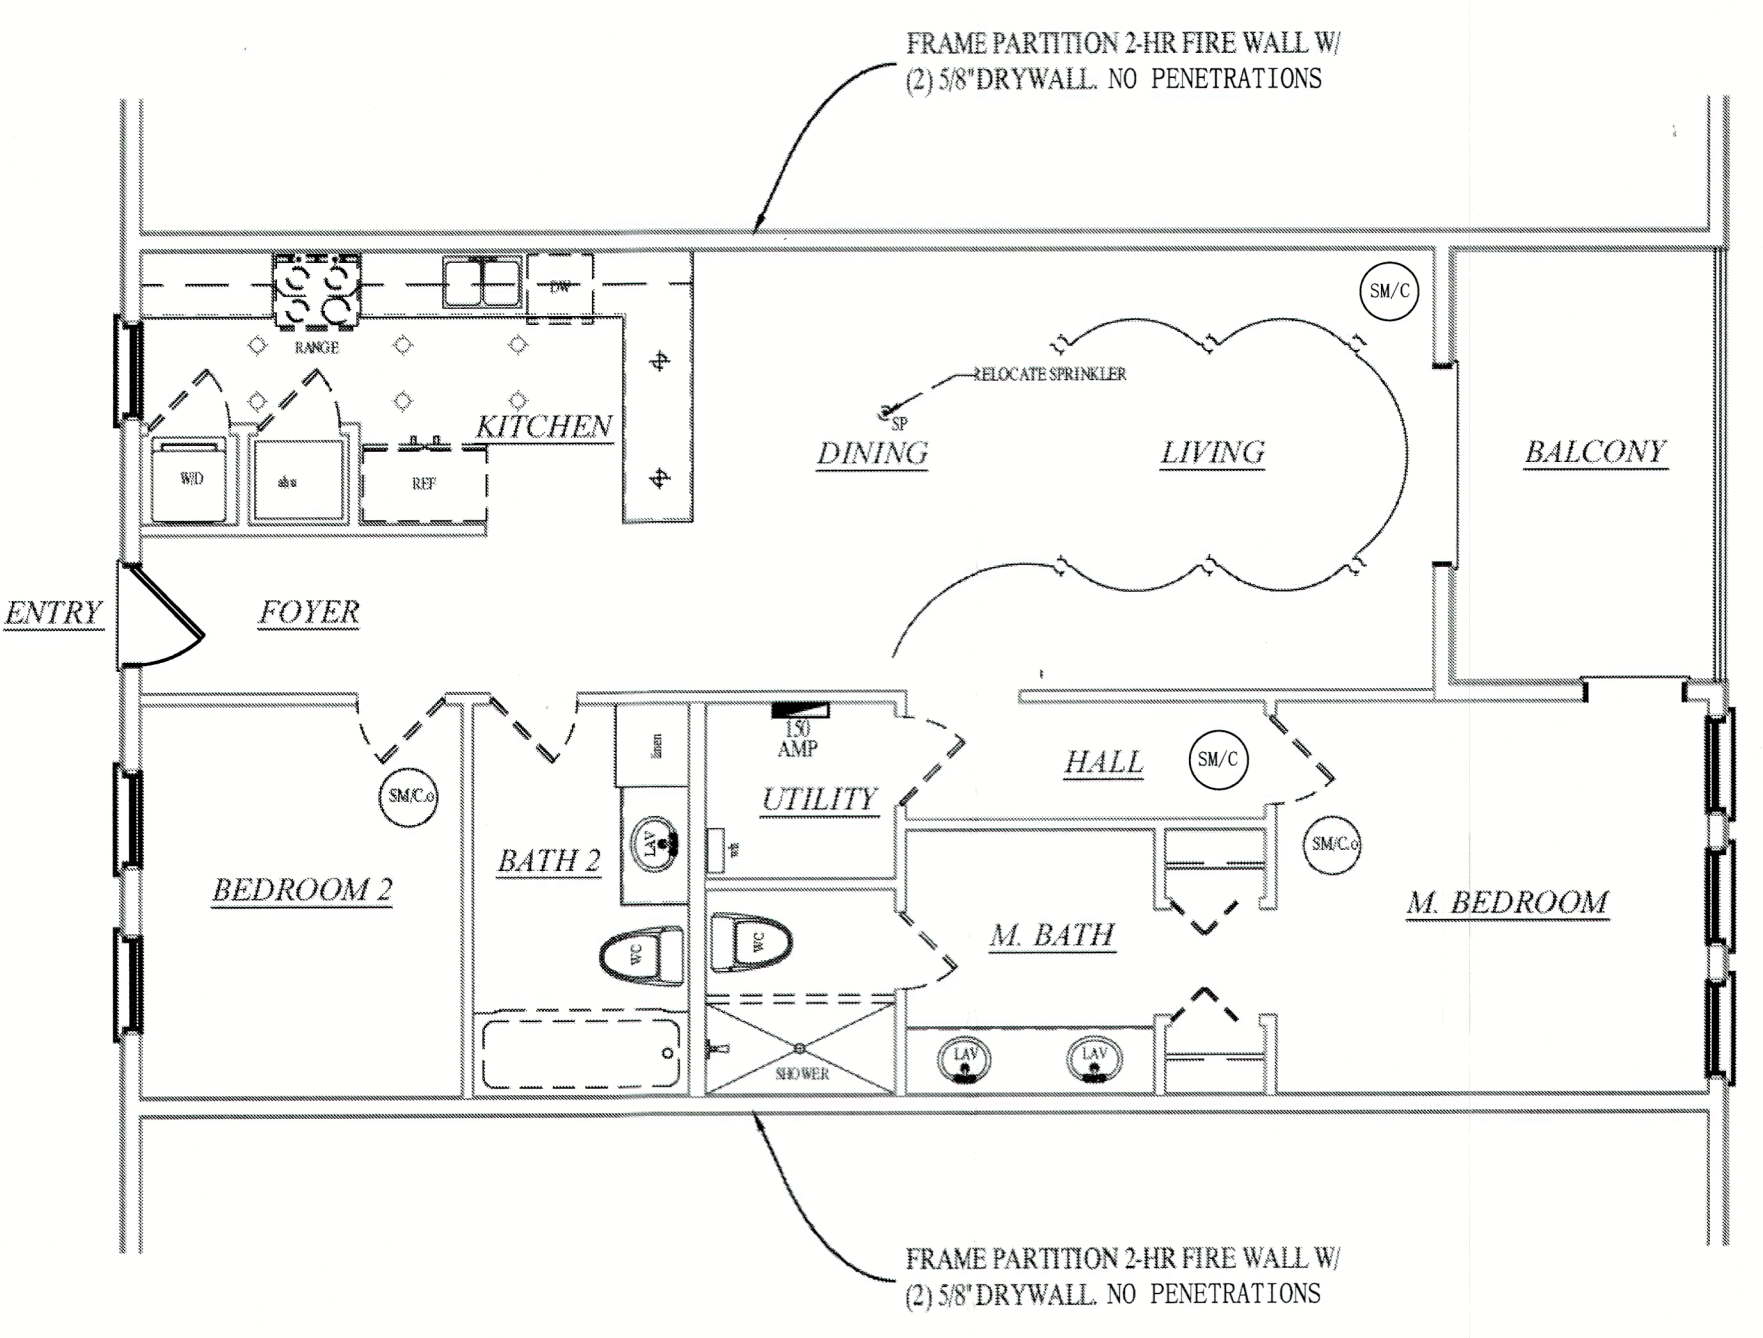 FRAME PARTITION 2-HR FIRE WALL W/
(2) 5/8" DRYWALL. NO PENETRATIONS
SM/C
DW
RANGE
RELOCATE SPRINKLER
SP
KITCHEN
DINING
LIVING
BALCONY
W/D
ahu
REF
ENTRY
FOYER
150
AMP
linen
HALL
SM/C
SM/C.o
UTILITY
LAV
wh
SM/C.o
BATH 2
BEDROOM 2
M. BEDROOM
M. BATH
WC
WC
LAV
LAV
SHOWER
FRAME PARTITION 2-HR FIRE WALL W/
(2) 5/8" DRYWALL. NO PENETRATIONS